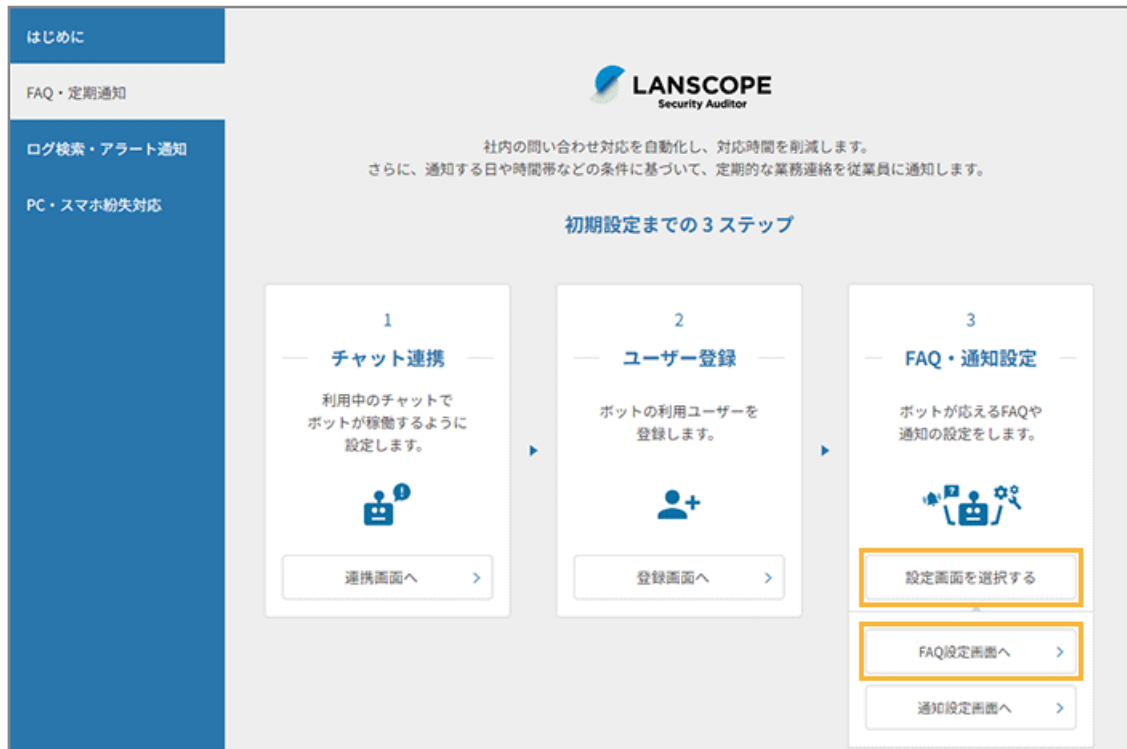 はじめに
FAQ・定期通知
ログ検索・アラート通知
PC・スマホ紛失対応
LANSCOPE
Security Auditor
社内の問い合わせ対応を自動化し、対応時間を削減します。
さらに、通知する日や時間帯などの条件に基づいて、定期的な業務連絡を従業員に通知します。
初期設定までの 3 ステップ
1
チャット連携
利用中のチャットで
ボットが稼働するように
設定します。
連携画面へ
2
ユーザー登録
ボットの利用ユーザーを
登録します。
登録画面へ
3
FAQ・通知設定
ボットが応えるFAQや
通知の設定をします。
設定画面を選択する
FAQ設定画面へ
通知設定画面へ